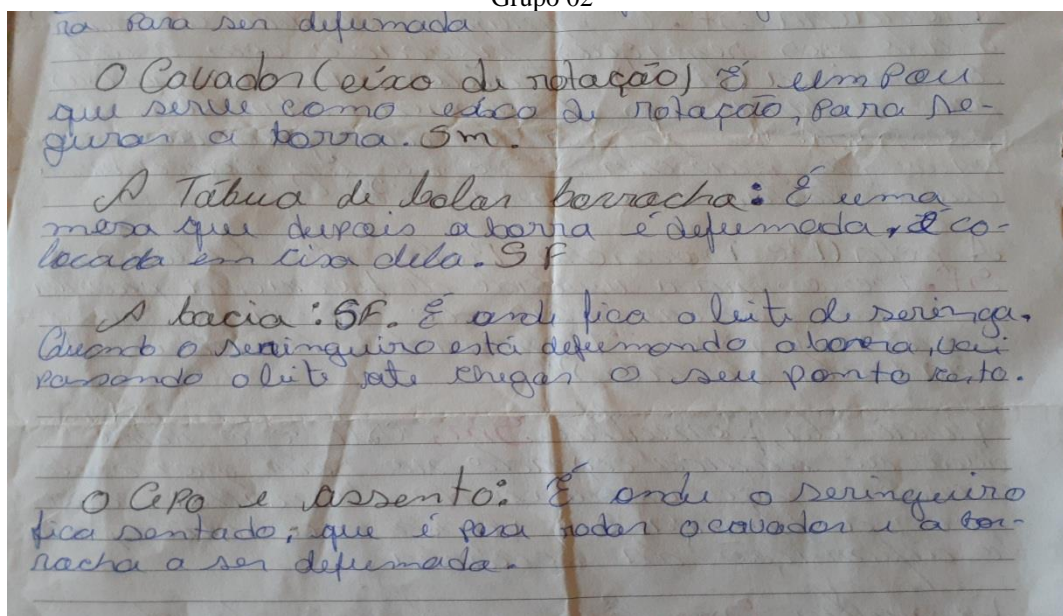 Grupo 02
ra para ser defumada
O Cavador (eixo de rotação) É um Pau
que serve como eixo de rotação, para se-
gurar a borra. Sm.
A Tábua de bolar borracha: É uma
mesa que depois a borra é defumada, é co-
locada em cisa dela. SF
A bacia: SF. É onde fica o leite de seringa.
Quando o seringuiro está defumando a borra, vai
passando o leite ate chegar o seu ponto certo.
O CEPO e assento: É onde o seringueiro
fica sentado; que é para rodar o cavador e a bor-
racha a ser defumada.